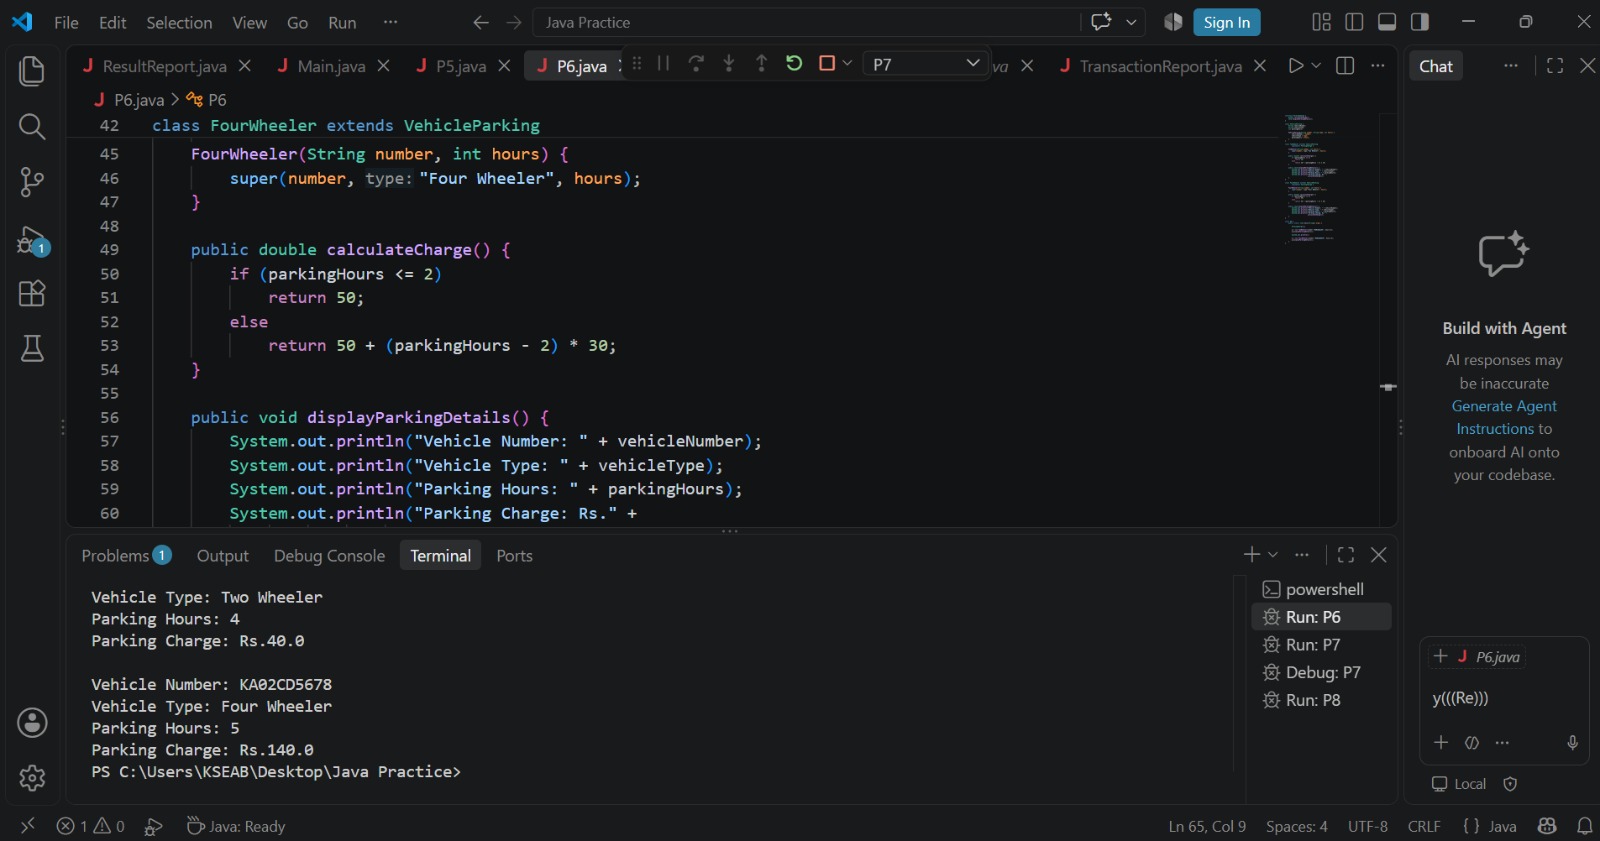 File Edit Selection View Go Run ··· Java Practice Sign In
ResultReport.java Main.java P5.java P6.java P7 va TransactionReport.java
P6.java > P6
42 class FourWheeler extends VehicleParking
45 FourWheeler(String number, int hours) {
46 super(number, type: "Four Wheeler", hours);
47 }
48
49 public double calculateCharge() {
50 if (parkingHours <= 2)
51 return 50;
52 else
53 return 50 + (parkingHours - 2) * 30;
54 }
55
56 public void displayParkingDetails() {
57 System.out.println("Vehicle Number: " + vehicleNumber);
58 System.out.println("Vehicle Type: " + vehicleType);
59 System.out.println("Parking Hours: " + parkingHours);
60 System.out.println("Parking Charge: Rs." +
Problems 1 Output Debug Console Terminal Ports
Vehicle Type: Two Wheeler
Parking Hours: 4
Parking Charge: Rs.40.0
Vehicle Number: KA02CD5678
Vehicle Type: Four Wheeler
Parking Hours: 5
Parking Charge: Rs.140.0
PS C:\Users\KSEAB\Desktop\Java Practice>
powershell
Run: P6
Run: P7
Debug: P7
Run: P8
1
Chat
Build with Agent
AI responses may
be inaccurate
Generate Agent
Instructions to
onboard AI onto
your codebase.
P6.java
y(((Re)))
Local
1 0 Java: Ready Ln 65, Col 9 Spaces: 4 UTF-8 CRLF {} Java